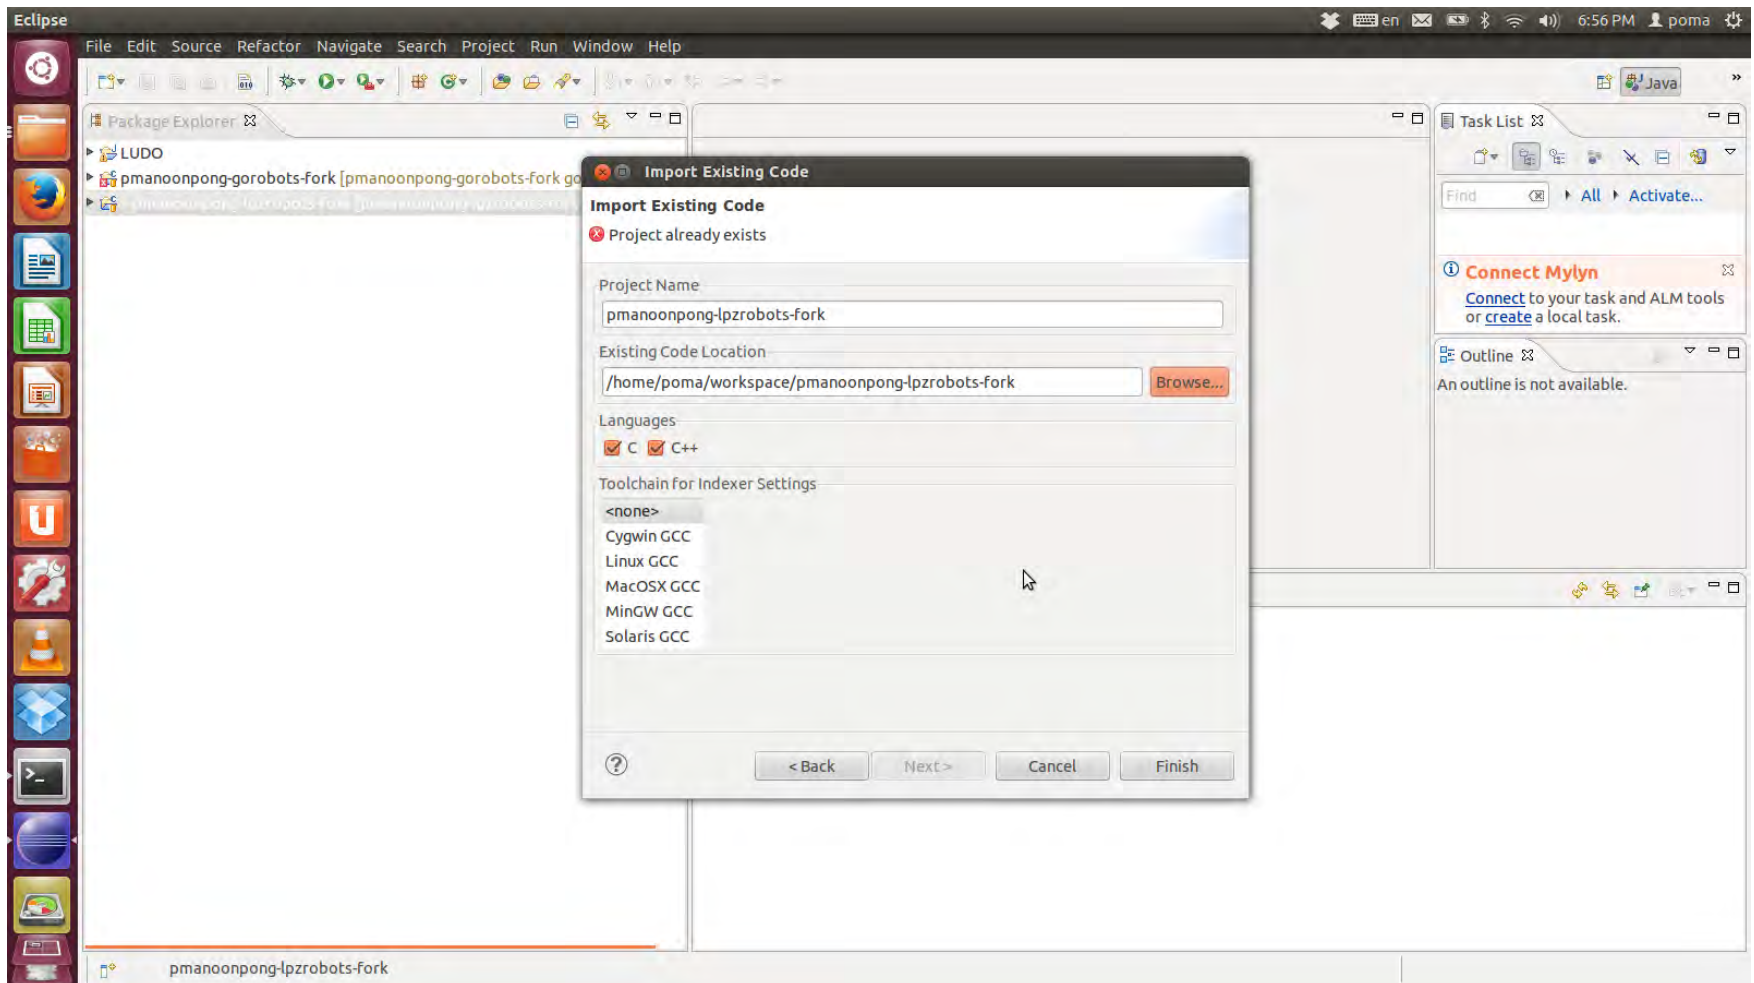 Eclipse
en
6:56 PM
poma
File Edit Source Refactor Navigate Search Project Run Window Help
Java
»
Package Explorer
Task List
LUDO
pmanoonpong-gorobots-fork [pmanoonpong-gorobots-fork go
Import Existing Code
Import Existing Code
Project already exists
Find
All
Activate...
Project Name
pmanoonpong-lpzrobots-fork
Connect Mylyn
Connect to your task and ALM tools
or create a local task.
Existing Code Location
/home/poma/workspace/pmanoonpong-lpzrobots-fork
Browse...
Outline
An outline is not available.
Languages
C
C++
Toolchain for Indexer Settings
<none>
Cygwin GCC
Linux GCC
MacOSX GCC
MinGW GCC
Solaris GCC
?
< Back
Next >
Cancel
Finish
pmanoonpong-lpzrobots-fork